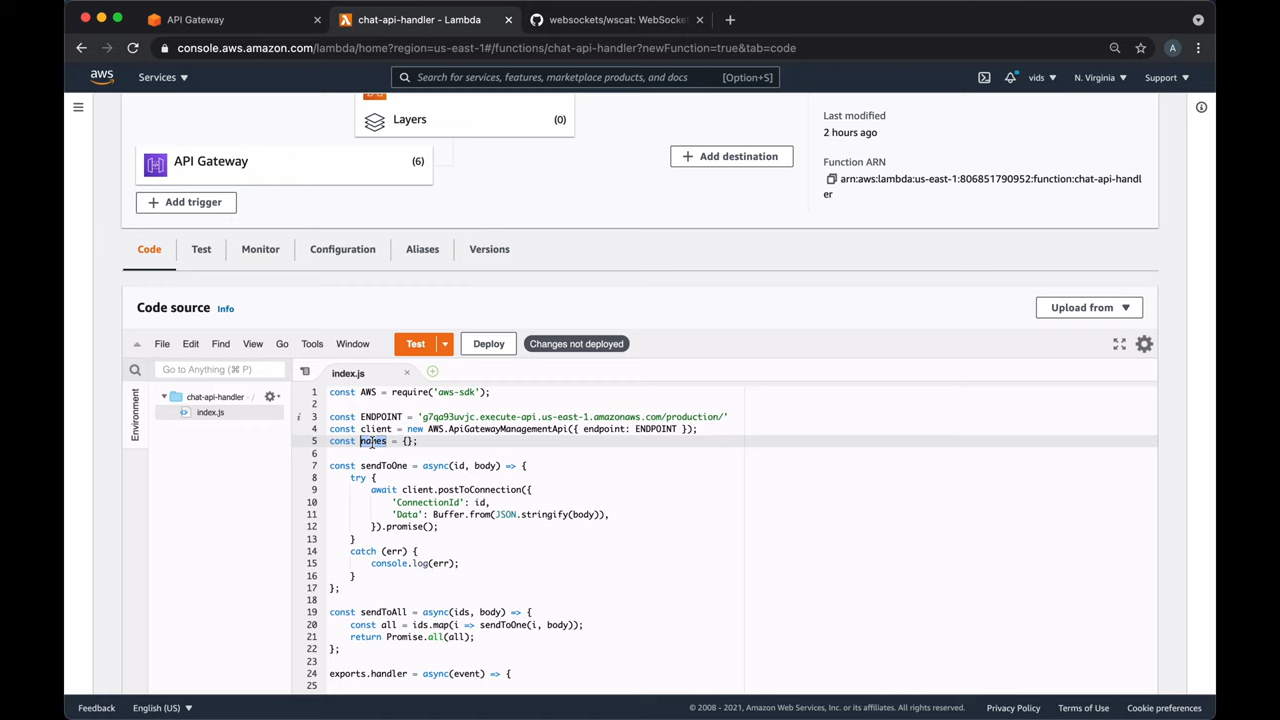 API Gateway
chat-api-handler - Lambda
websockets/wscat: WebSocke
console.aws.amazon.com/lambda/home?region=us-east-1#/functions/chat-api-handler?newFunction=true&tab=code
A
aws
Services
Search for services, features, marketplace products, and docs
[Option+S]
vids
N. Virginia
Support
Layers
(0)
Last modified
2 hours ago
API Gateway
(6)
Add destination
Function ARN
arn:aws:lambda:us-east-1:806851790952:function:chat-api-handl
er
Add trigger
Code
Test
Monitor
Configuration
Aliases
Versions
Code source
Info
Upload from
File
Edit
Find
View
Go
Tools
Window
Test
Deploy
Changes not deployed
Go to Anything (⌘ P)
index.js
Environment
chat-api-handler - /
index.js
1 const AWS = require('aws-sdk');
2
3 const ENDPOINT = 'g7qa93uvjc.execute-api.us-east-1.amazonaws.com/production/'
4 const client = new AWS.ApiGatewayManagementApi({ endpoint: ENDPOINT });
5 const names = {};
6
7 const sendToOne = async(id, body) => {
8 try {
9 await client.postToConnection({
10 'ConnectionId': id,
11 'Data': Buffer.from(JSON.stringify(body)),
12 }).promise();
13 }
14 catch (err) {
15 console.log(err);
16 }
17 };
18
19 const sendToAll = async(ids, body) => {
20 const all = ids.map(i => sendToOne(i, body));
21 return Promise.all(all);
22 };
23
24 exports.handler = async(event) => {
25
Feedback
English (US)
© 2008 - 2021, Amazon Web Services, Inc. or its affiliates. All rights reserved.
Privacy Policy
Terms of Use
Cookie preferences